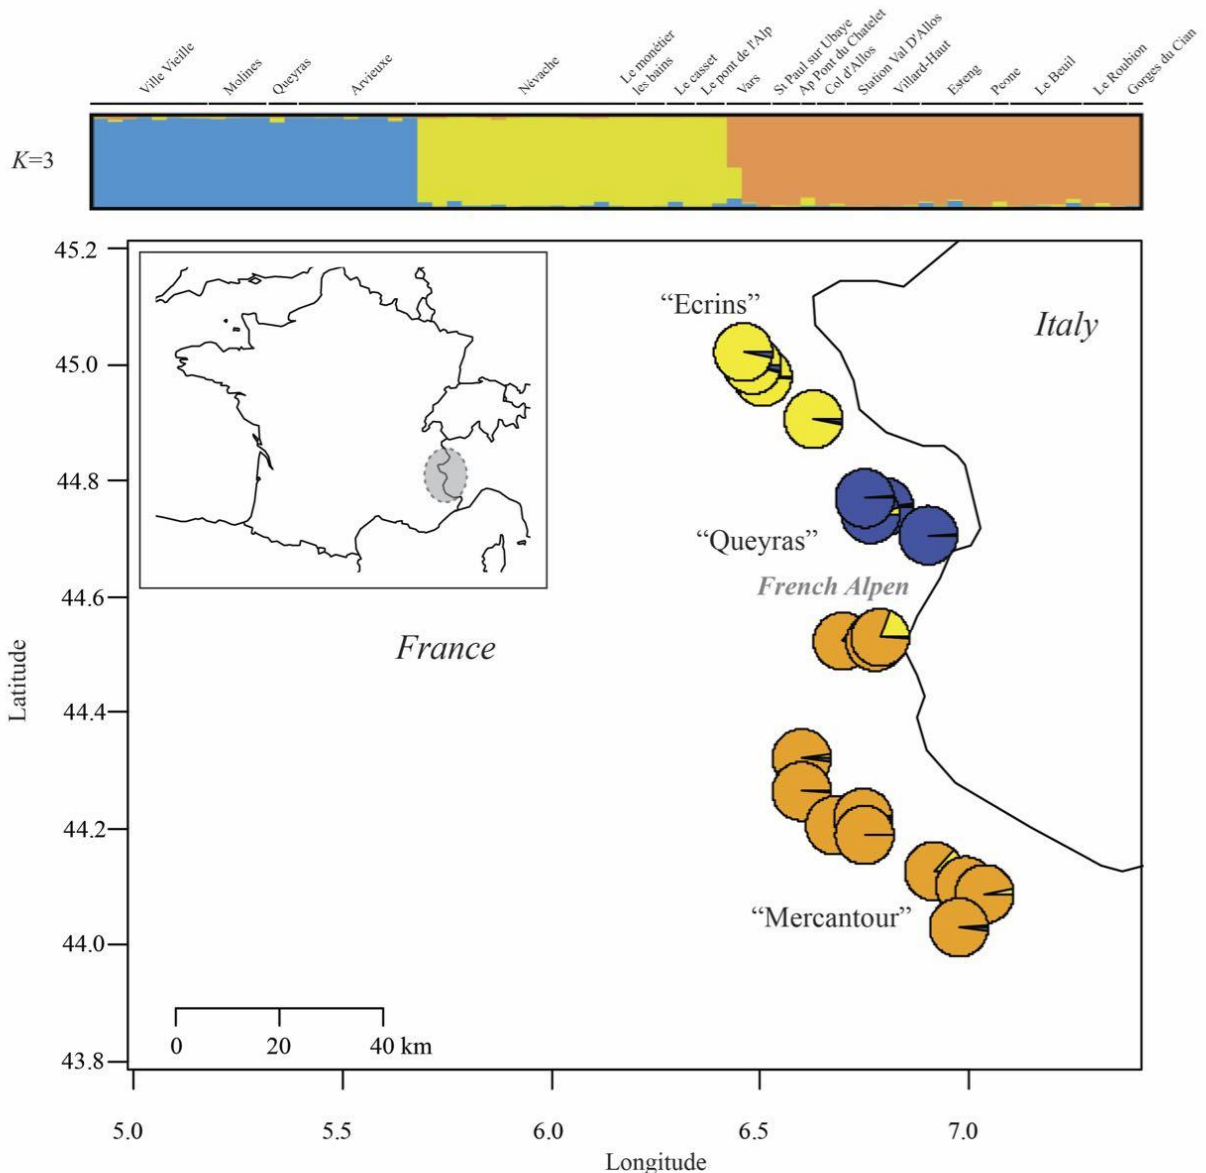 Ville Vieille
Molines
Queyras
Arvieuxe
Névache
Le monétier
les bains
Le casset
Le pont de l'Alp
Vars
St Paul sur Ubaye
Ap Pont du Chatelet
Col d'Allos
Station Val D'Allos
Villard-Haut
Esteng
Peone
Le Beuil
Le Roubion
Gorges du Cian
K=3
45.2
45.0
44.8
44.6
44.4
44.2
44.0
43.8
Latitude
“Ecrins”
Italy
“Queyras”
French Alpen
France
“Mercantour”
0 20 40 km
5.0 5.5 6.0 6.5 7.0
Longitude